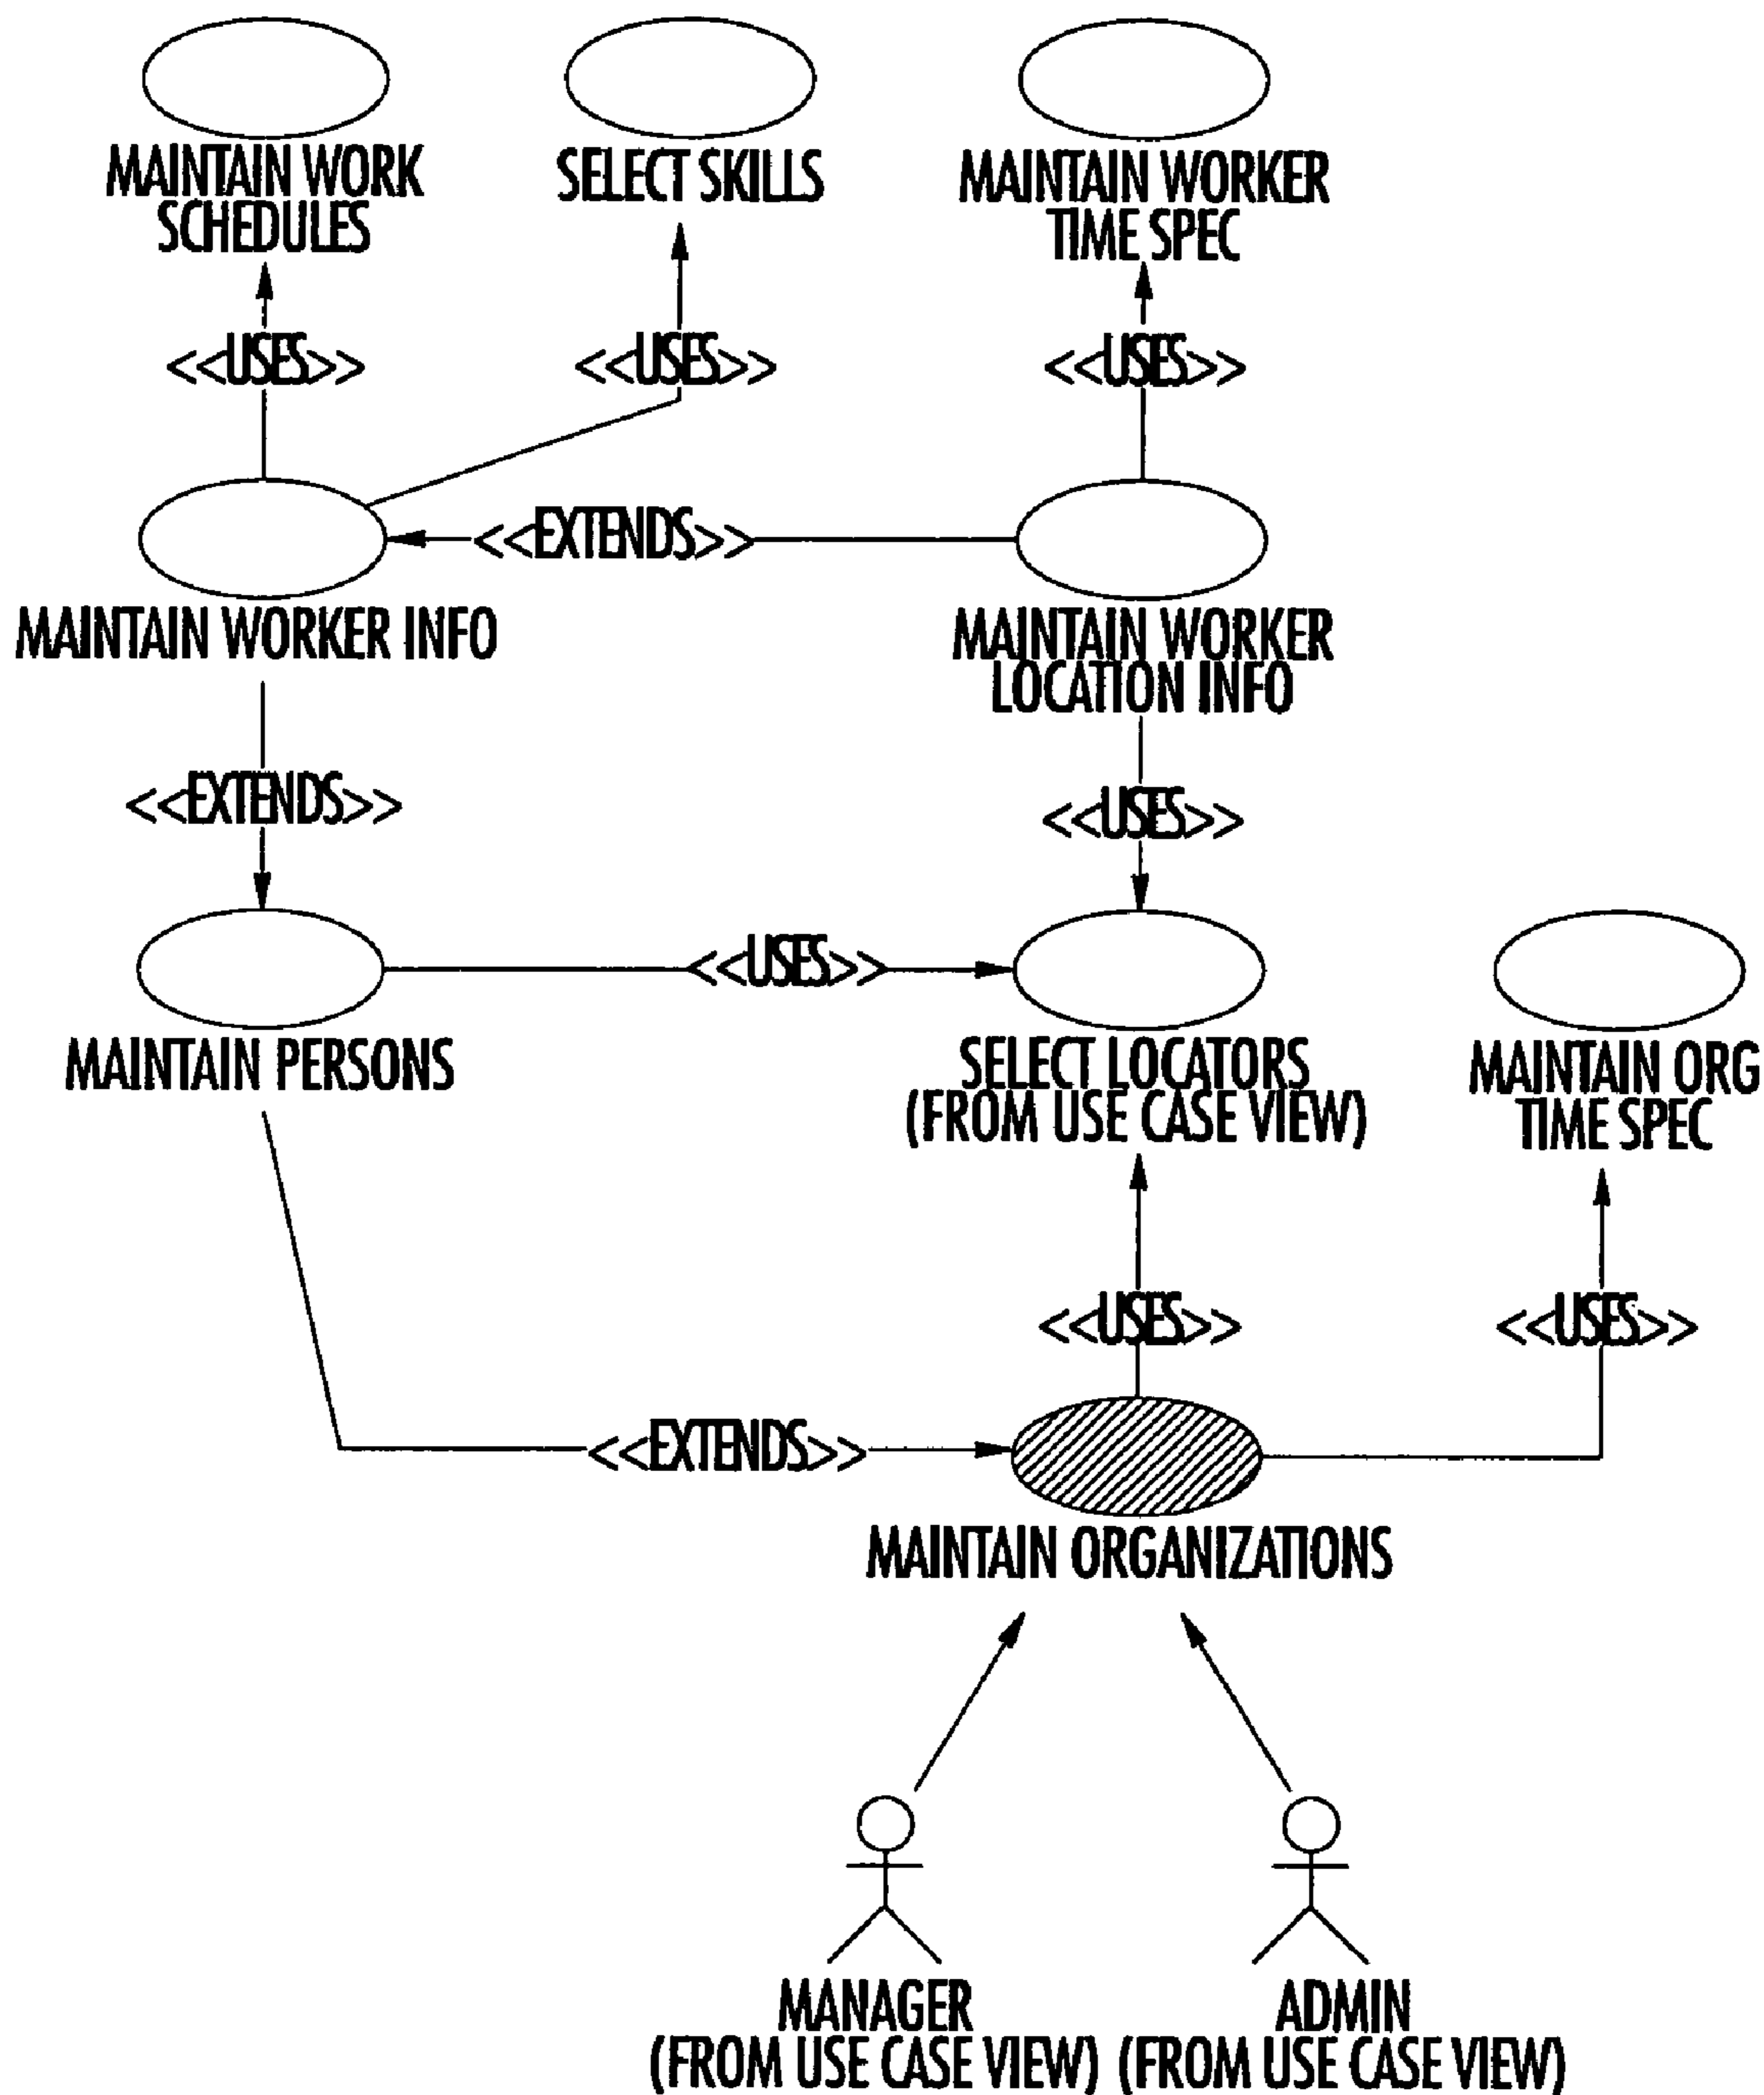 MAINTAIN WORK
SCHEDULES
SELECT SKILLS
MAINTAIN WORKER
TIME SPEC
<<USES>>
<<USES>>
<<USES>>
<<EXTENDS>>
MAINTAIN WORKER INFO
MAINTAIN WORKER
LOCATION INFO
<<EXTENDS>>
<<USES>>
<<USES>>
MAINTAIN PERSONS
SELECT LOCATORS
(FROM USE CASE VIEW)
MAINTAIN ORG
TIME SPEC
<<USES>>
<<USES>>
<<EXTENDS>>
MAINTAIN ORGANIZATIONS
MANAGER
(FROM USE CASE VIEW)
ADMIN
(FROM USE CASE VIEW)